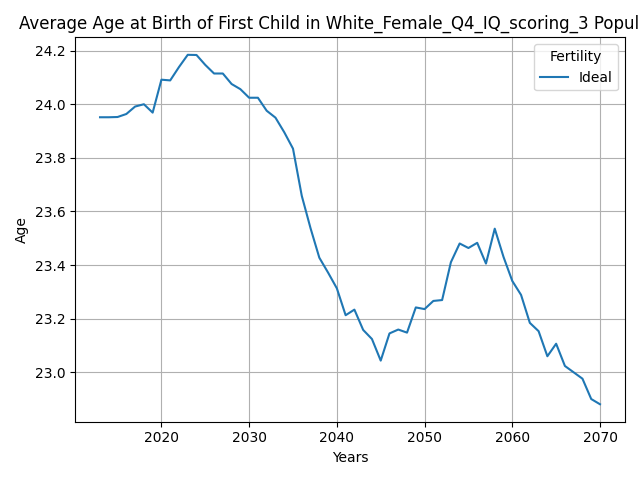 Average Age at Birth of First Child in White_Female_Q4_IQ_scoring_3 Popul
24.2
24.0
23.8
23.6
23.4
23.2
23.0
Age
Fertility
Ideal
2020 2030 2040 2050 2060 2070
Years